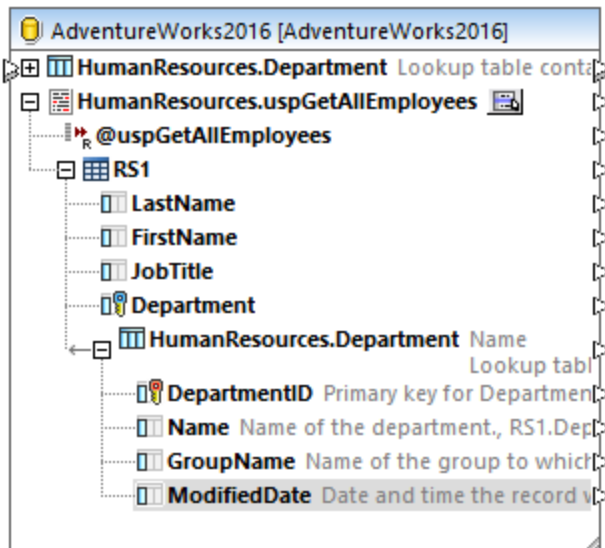 AdventureWorks2016 [AdventureWorks2016]
HumanResources.Department Lookup table conta
HumanResources.uspGetAllEmployees
R @uspGetAllEmployees
RS1
LastName
FirstName
JobTitle
Department
HumanResources.Department Name
Lookup tabl
DepartmentID Primary key for Departmen
Name Name of the department., RS1.Dep
GroupName Name of the group to which
ModifiedDate Date and time the record w